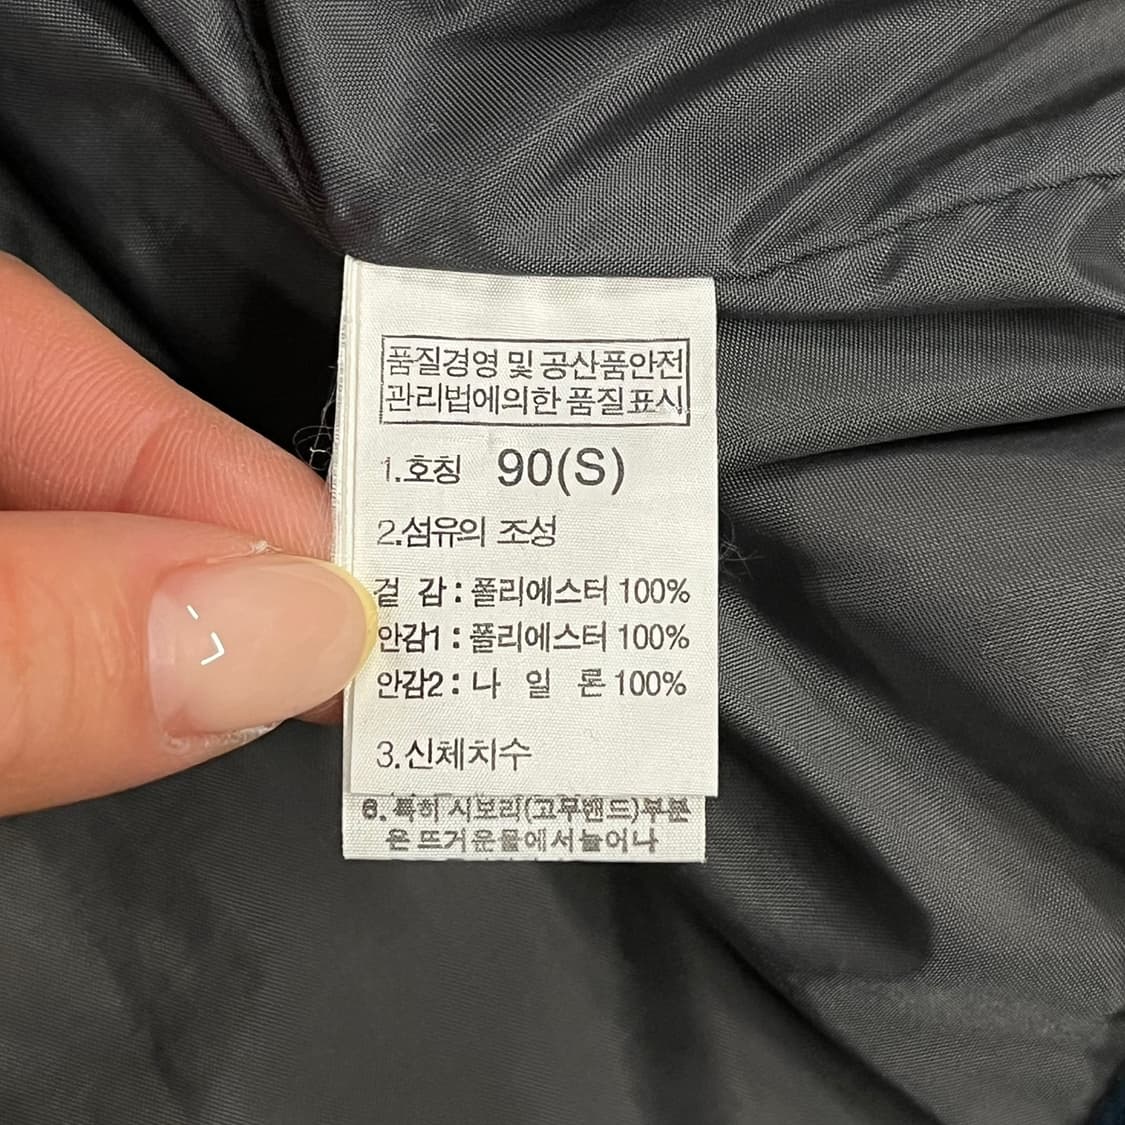 품질경영 및 공산품안전
관리법에의한 품질표시
1.호칭 90(S)
2.섬유의 조성
겉 감 : 폴리에스터 100%
안감1 : 폴리에스터 100%
안감2 : 나 일 론 100%
3.신체치수
6. 특히 시보리(고무밴드)부분
은 뜨거운물에서늘어나